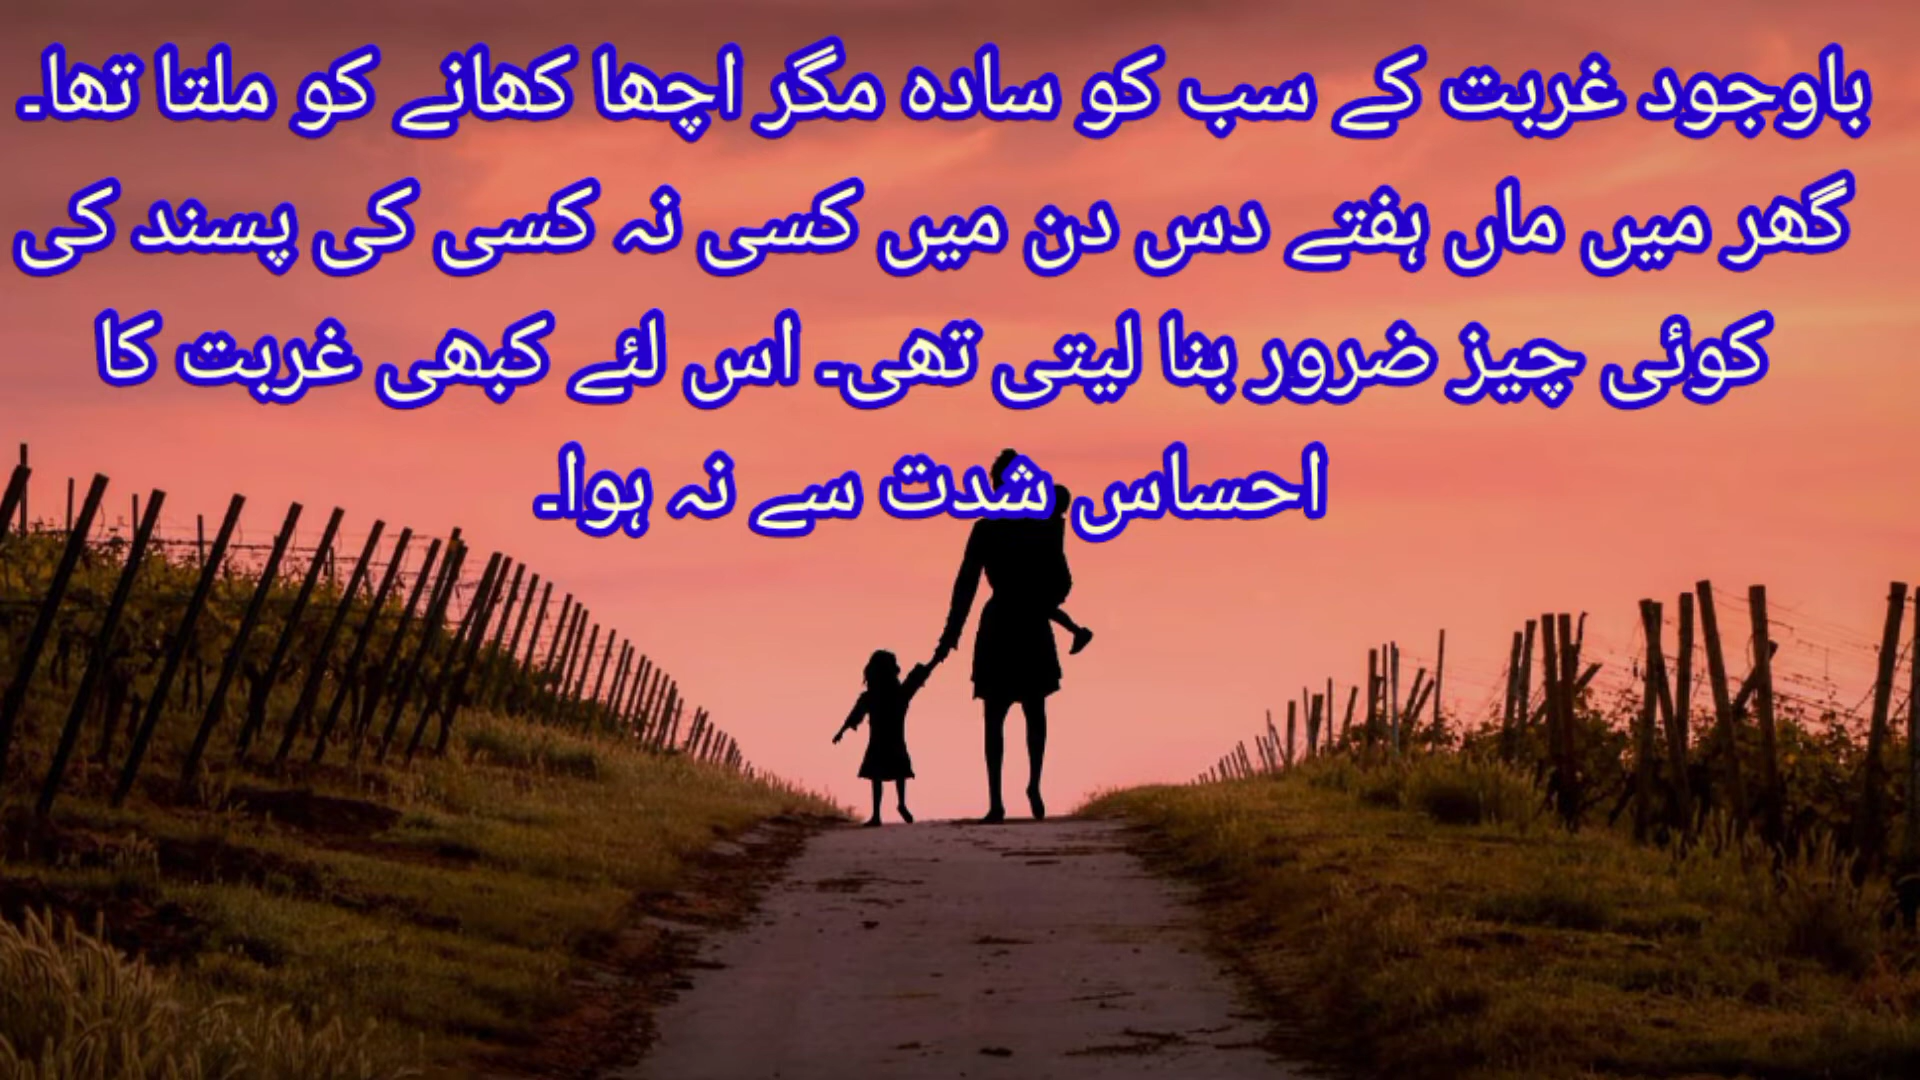 باوجود غربت کے سب کو سادہ مگر اچھا کھانے کو ملتا تھا۔
گھر میں ماں ہفتے دس دن میں کسی نہ کسی کی پسند کی
کوئی چیز ضرور بنا لیتی تھی۔ اس لئے کبھی غربت کا
احساس شدت سے نہ ہوا۔